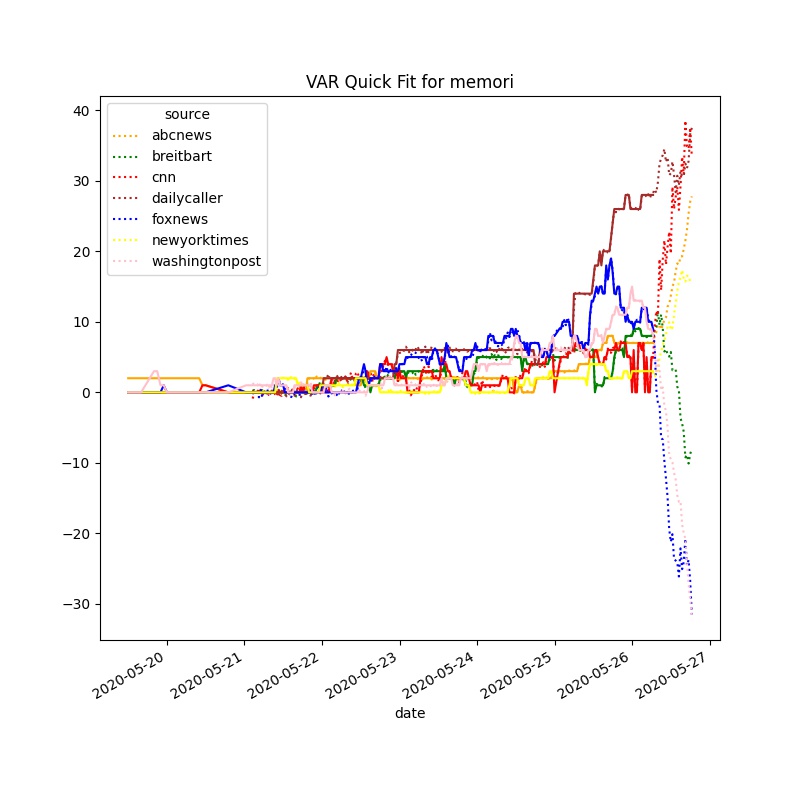 VAR Quick Fit for memori
source
abcnews
breitbart
cnn
dailycaller
foxnews
newyorktimes
washingtonpost
40
30
20
10
0
−10
−20
−30
2020-05-20
2020-05-21
2020-05-22
2020-05-23
2020-05-24
2020-05-25
2020-05-26
2020-05-27
date